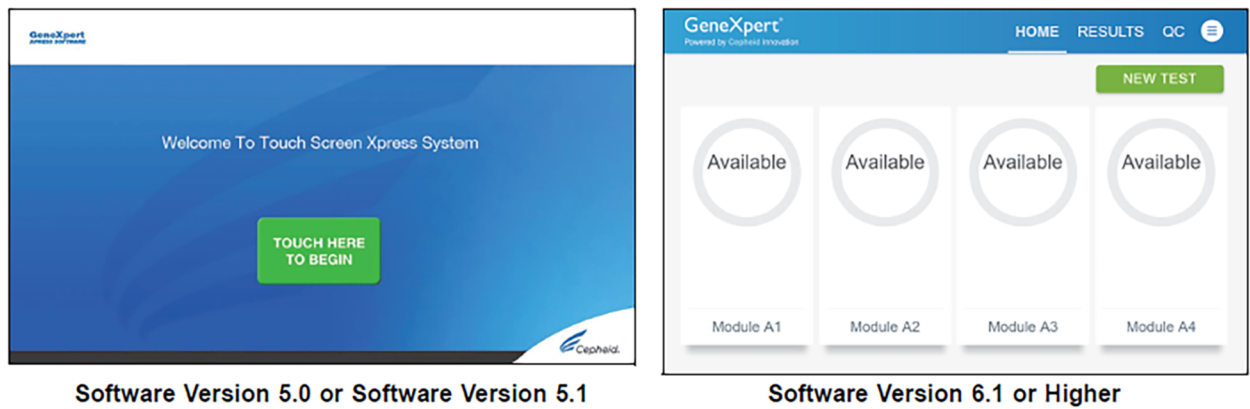 GeneXpert
XPRESS SOFTWARE
Welcome To Touch Screen Xpress System
TOUCH HERE
TO BEGIN
Cepheid.
Software Version 5.0 or Software Version 5.1
GeneXpert®
Powered by Cepheid Innovation
HOME RESULTS QC
NEW TEST
Available Available Available Available
Module A1 Module A2 Module A3 Module A4
Software Version 6.1 or Higher